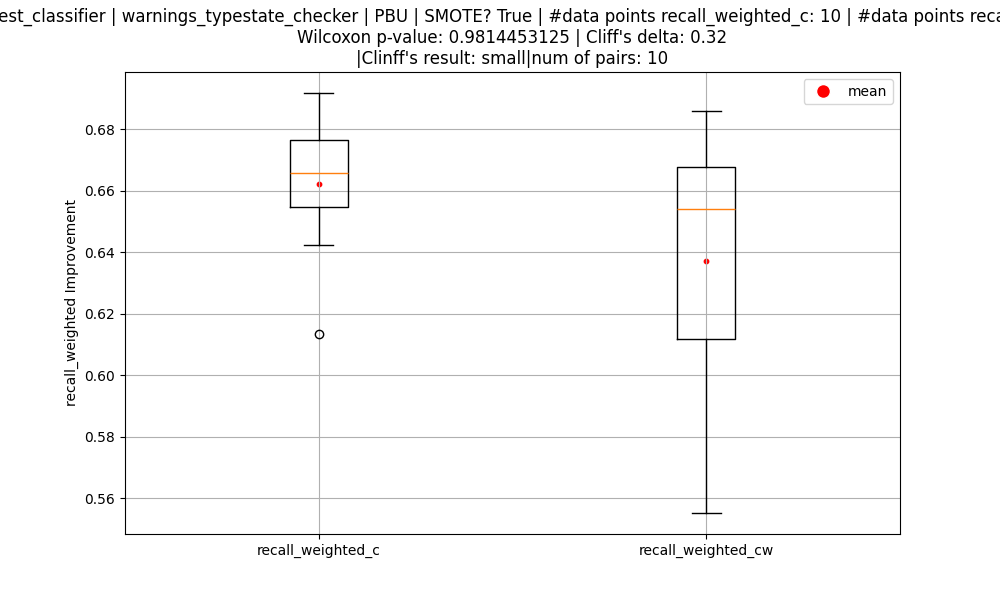 est_classifier | warnings_typestate_checker | PBU | SMOTE? True | #data points recall_weighted_c: 10 | #data points reca
Wilcoxon p-value: 0.9814453125 | Cliff's delta: 0.32
|Clinff's result: small|num of pairs: 10
mean
0.68
0.66
0.64
0.62
0.60
0.58
0.56
recall_weighted Improvement
recall_weighted_c
recall_weighted_cw